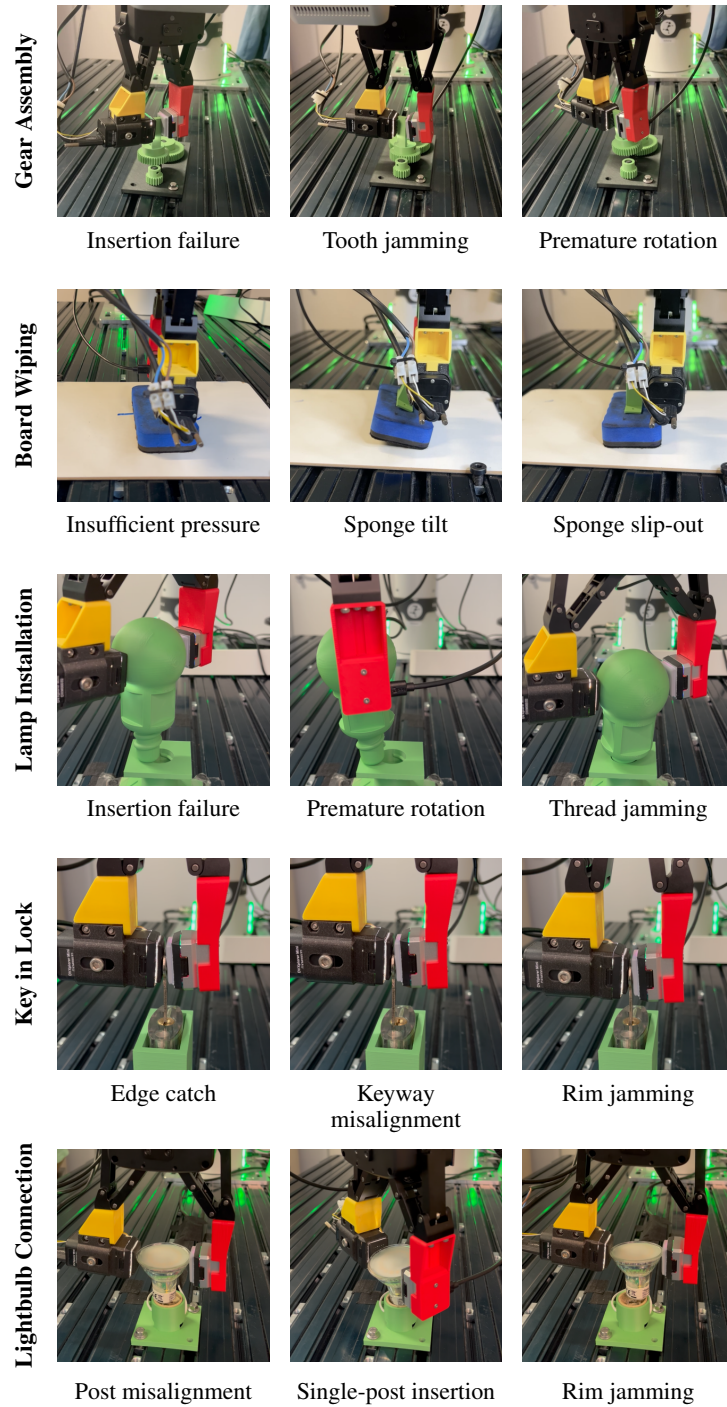 Gear Assembly
Insertion failure
Tooth jamming
Premature rotation
Board Wiping
Insufficient pressure
Sponge tilt
Sponge slip-out
Lamp Installation
Insertion failure
Premature rotation
Thread jamming
Key in Lock
Edge catch
Keyway
misalignment
Rim jamming
Lightbulb Connection
Post misalignment
Single-post insertion
Rim jamming